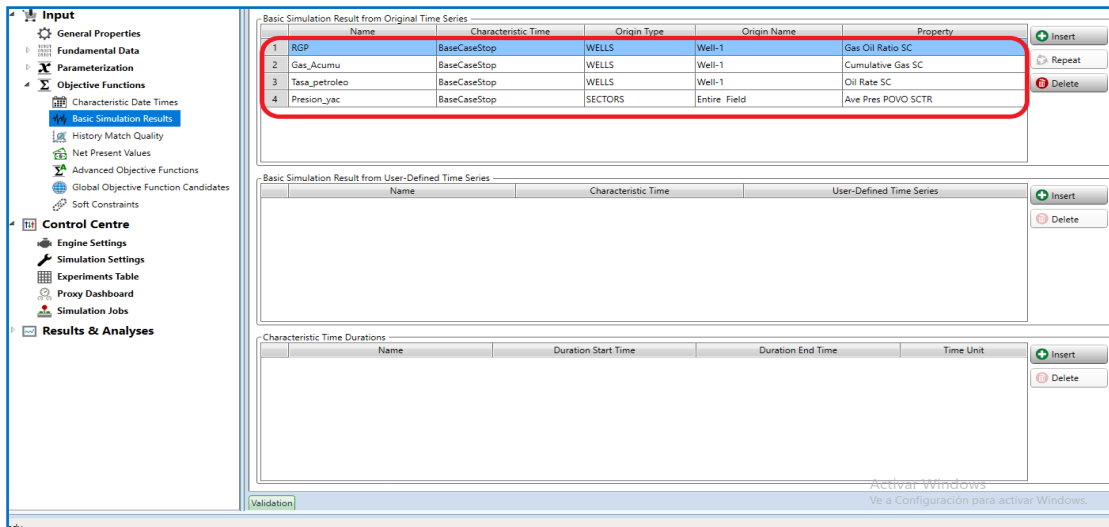 Input
General Properties
Fundamental Data
Parameterization
Objective Functions
Characteristic Date Times
Basic Simulation Results
History Match Quality
Net Present Values
Advanced Objective Functions
Global Objective Function Candidates
Soft Constraints
Control Centre
Engine Settings
Simulation Settings
Experiments Table
Proxy Dashboard
Simulation Jobs
Results & Analyses
Basic Simulation Result from Original Time Series
Name Characteristic Time Origin Type Origin Name Property
1 RGP BaseCaseStop WELLS Well-1 Gas Oil Ratio SC
2 Gas_Acumu BaseCaseStop WELLS Well-1 Cumulative Gas SC
3 Tasa_petroleo BaseCaseStop WELLS Well-1 Oil Rate SC
4 Presion_yac BaseCaseStop SECTORS Entire Field Ave Pres POVO SCTR
Insert
Repeat
Delete
Basic Simulation Result from User-Defined Time Series
Name Characteristic Time User-Defined Time Series
Insert
Delete
Characteristic Time Durations
Name Duration Start Time Duration End Time Time Unit
Insert
Delete
Activar Windows
Ve a Configuración para activar Windows.
Validation